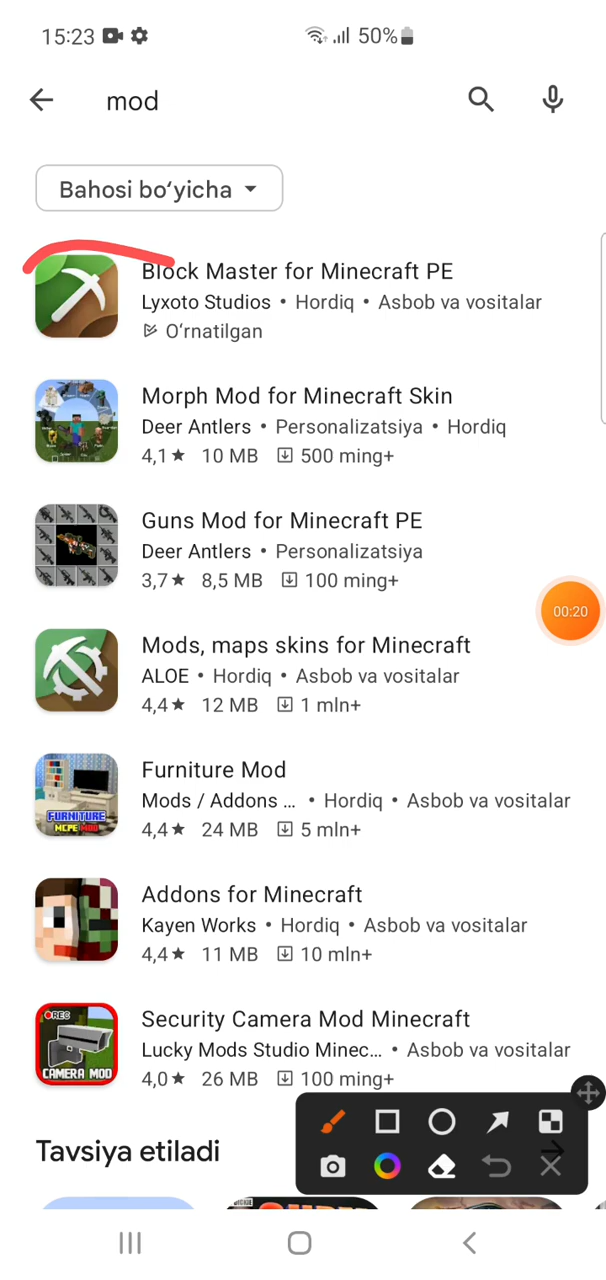 15:23 50%
mod
Bahosi boʻyicha
Block Master for Minecraft PE
Lyxoto Studios • Hordiq • Asbob va vositalar
Oʻrnatilgan
Morph Mod for Minecraft Skin
Deer Antlers • Personalizatsiya • Hordiq
4,1★ 10 MB 500 ming+
Guns Mod for Minecraft PE
Deer Antlers • Personalizatsiya
3,7★ 8,5 MB 100 ming+
00:20
Mods, maps skins for Minecraft
ALOE • Hordiq • Asbob va vositalar
4,4★ 12 MB 1 mln+
Furniture Mod
Mods / Addons ... • Hordiq • Asbob va vositalar
4,4★ 24 MB 5 mln+
FURNITURE
MCPE MOD
Addons for Minecraft
Kayen Works • Hordiq • Asbob va vositalar
4,4★ 11 MB 10 mln+
Security Camera Mod Minecraft
Lucky Mods Studio Minec... • Asbob va vositalar
4,0★ 26 MB 100 ming+
REC
CAMERA MOD
Tavsiya etiladi